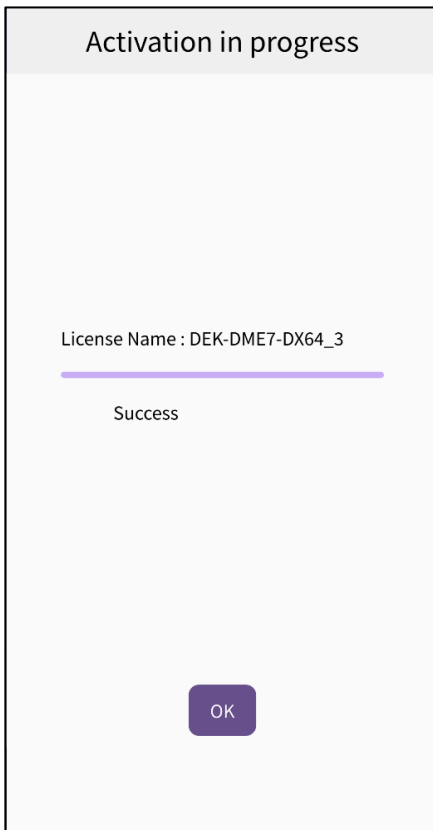 Activation in progress
License Name : DEK-DME7-DX64_3
Success
OK